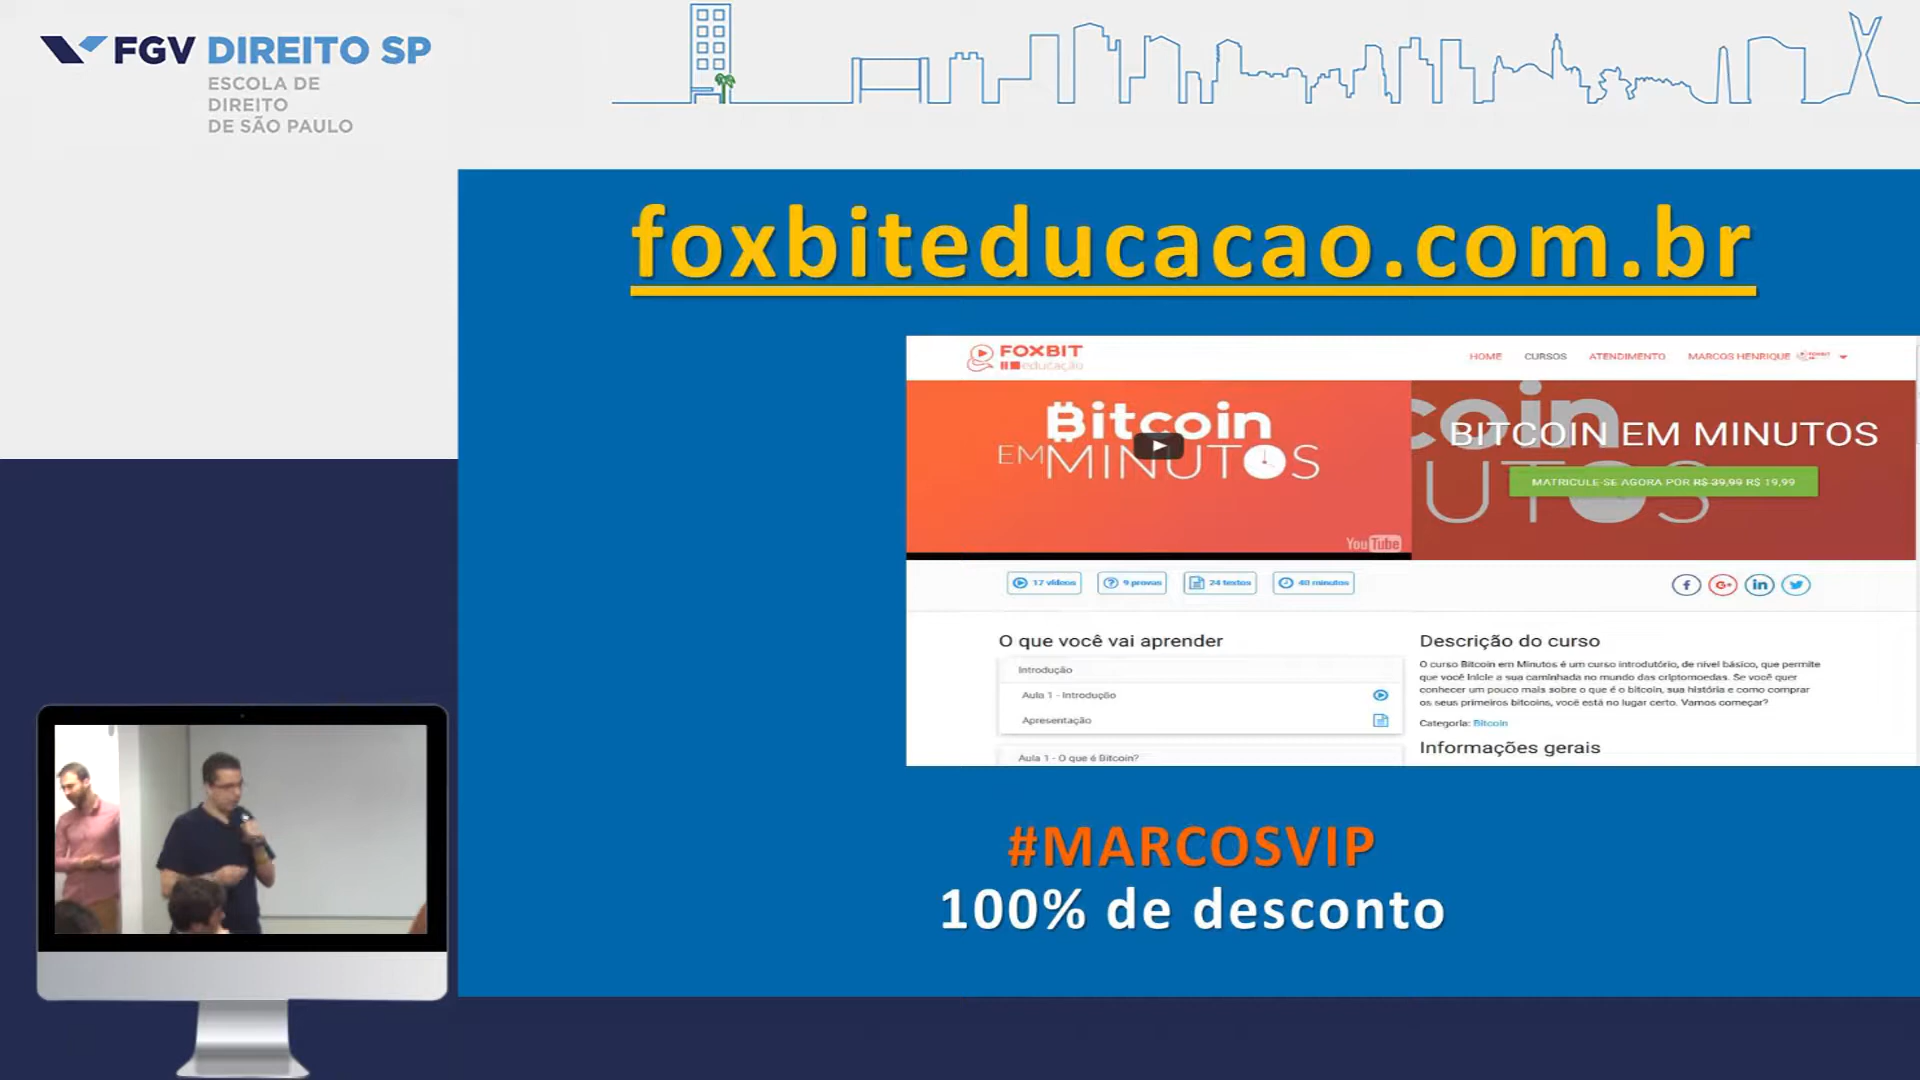 FGV DIREITO SP
ESCOLA DE
DIREITO
DE SÃO PAULO
foxbiteducacao.com.br
FOXBIT
educação
HOME CURSOS ATENDIMENTO MARCOS HENRIQUE
Bitcoin
EM MINUTOS
YouTube
coin
UTOS
BITCOIN EM MINUTOS
MATRICULE-SE AGORA POR R$ 39,99 R$ 19,99
17 vídeos 9 provas 24 textos 40 minutos
O que você vai aprender
Introdução
Aula 1 - Introdução
Apresentação
Aula 1 - O que é Bitcoin?
Descrição do curso
O curso Bitcoin em Minutos é um curso introdutório, de nível básico, que permite
que você inicie a sua caminhada no mundo das criptomoedas. Se você quer
conhecer um pouco mais sobre o que é o bitcoin, sua história e como comprar
os seus primeiros bitcoins, você está no lugar certo. Vamos começar?
Categoria: Bitcoin
Informações gerais
#MARCOSVIP
100% de desconto